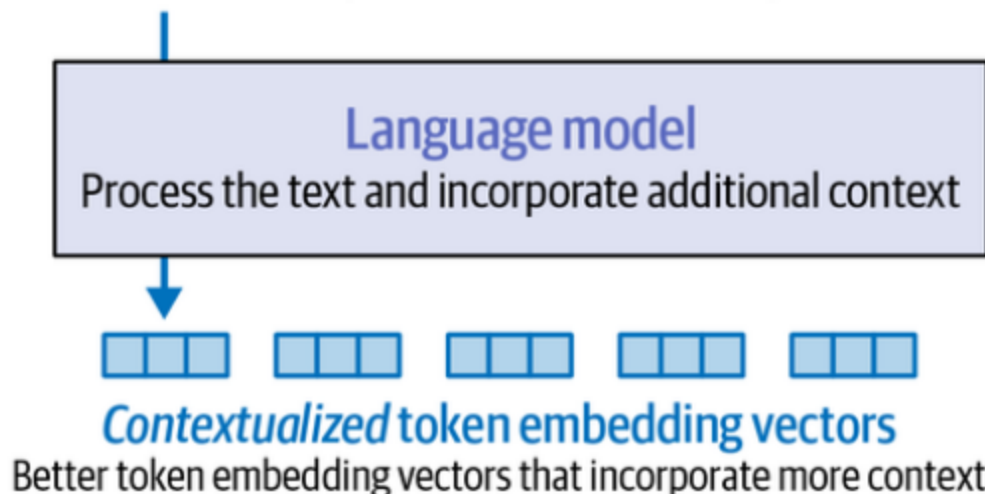 Language model
Process the text and incorporate additional context
Contextualized token embedding vectors
Better token embedding vectors that incorporate more context